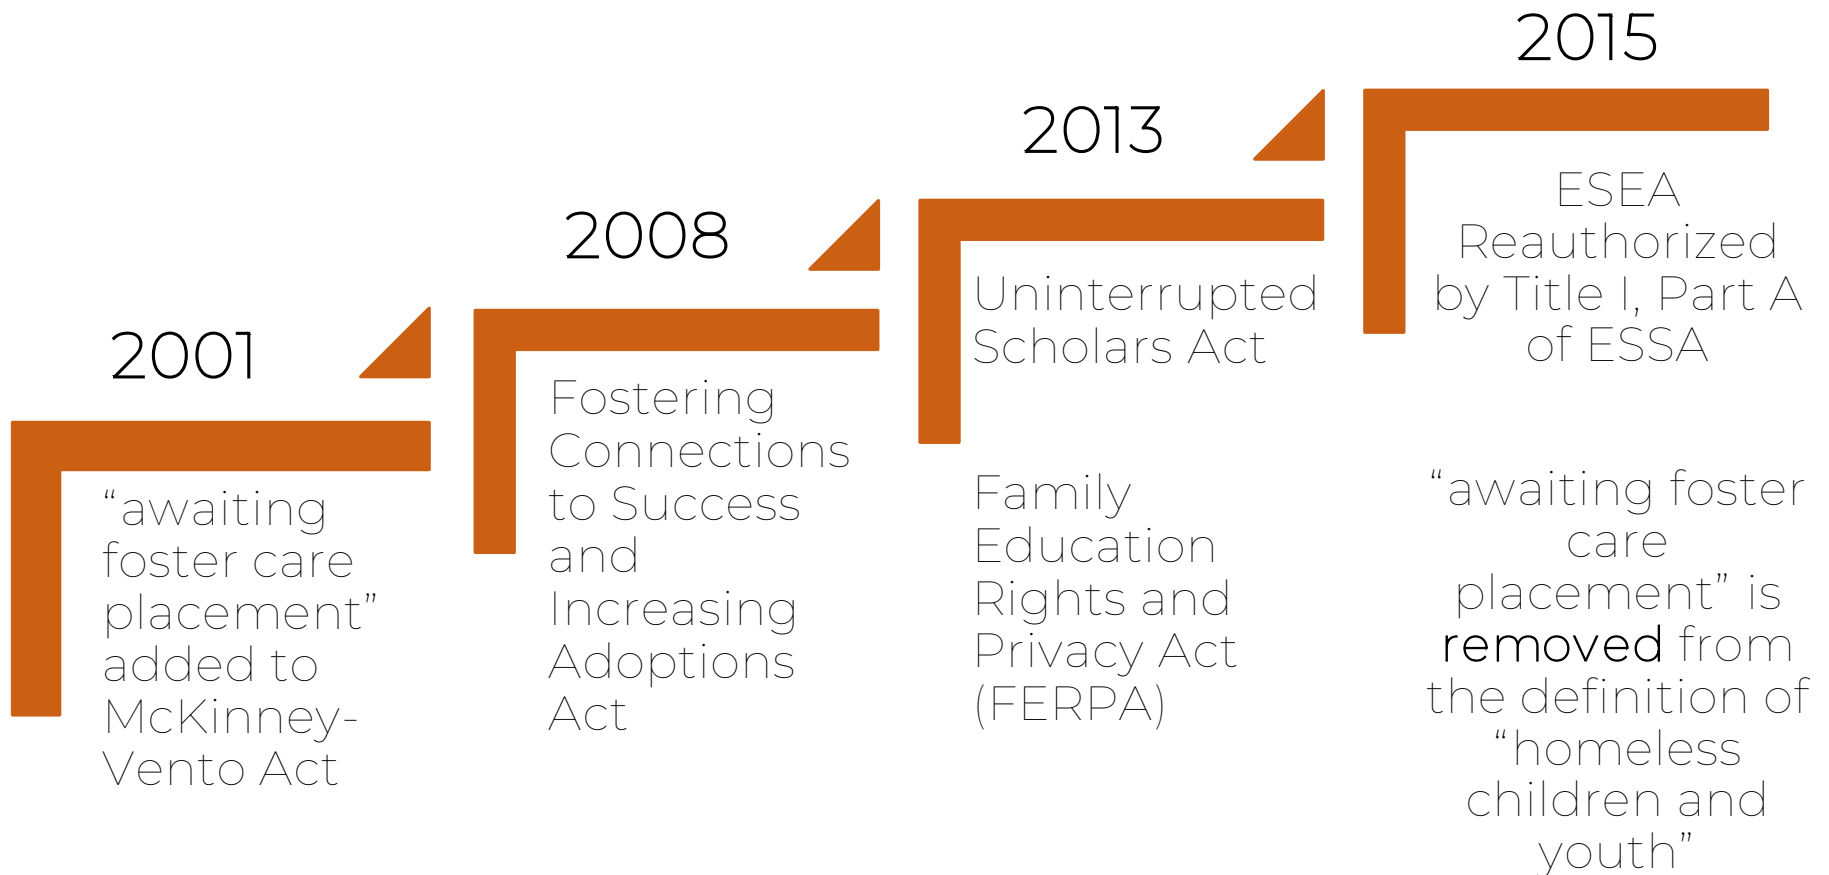 2001
“awaiting
foster care
placement”
added to
McKinney-
Vento Act
2008
Fostering
Connections
to Success
and
Increasing
Adoptions
Act
2013
Uninterrupted
Scholars Act
Family
Education
Rights and
Privacy Act
(FERPA)
2015
ESEA
Reauthorized
by Title I, Part A
of ESSA
“awaiting foster
care
placement” is
removed from
the definition of
“homeless
children and
youth”